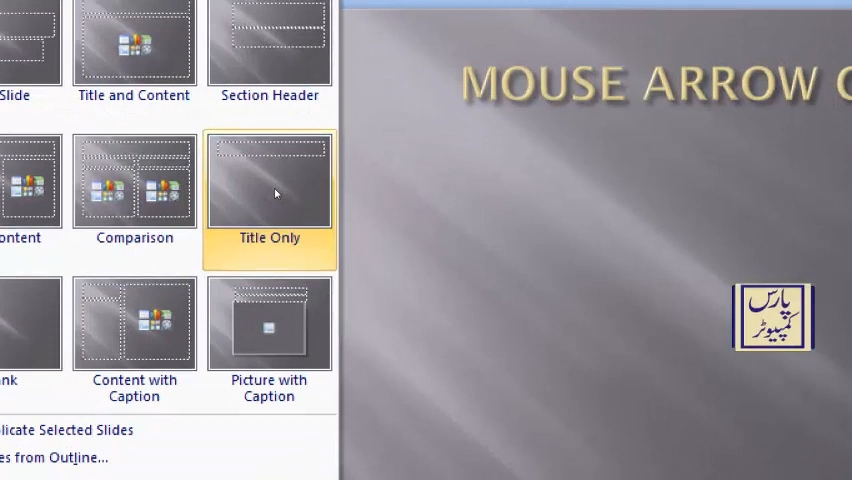 Slide
Title and Content
Section Header
MOUSE ARROW
ontent
Comparison
Title Only
پارس
کمپیوٹر
nk
Content with
Caption
Picture with
Caption
licate Selected Slides
es from Outline...